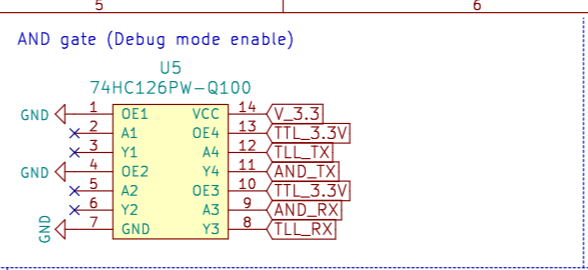 5 6
AND gate (Debug mode enable)
U5
74HC126PW-Q100
GND 1 OE1 VCC 14 V_3.3
2 A1 OE4 13 TTL_3.3V
3 Y1 A4 12 TLL_TX
GND 4 OE2 Y4 11 AND_TX
5 A2 OE3 10 TTL_3.3V
6 Y2 A3 9 AND_RX
GND 7 GND Y3 8 TLL_RX